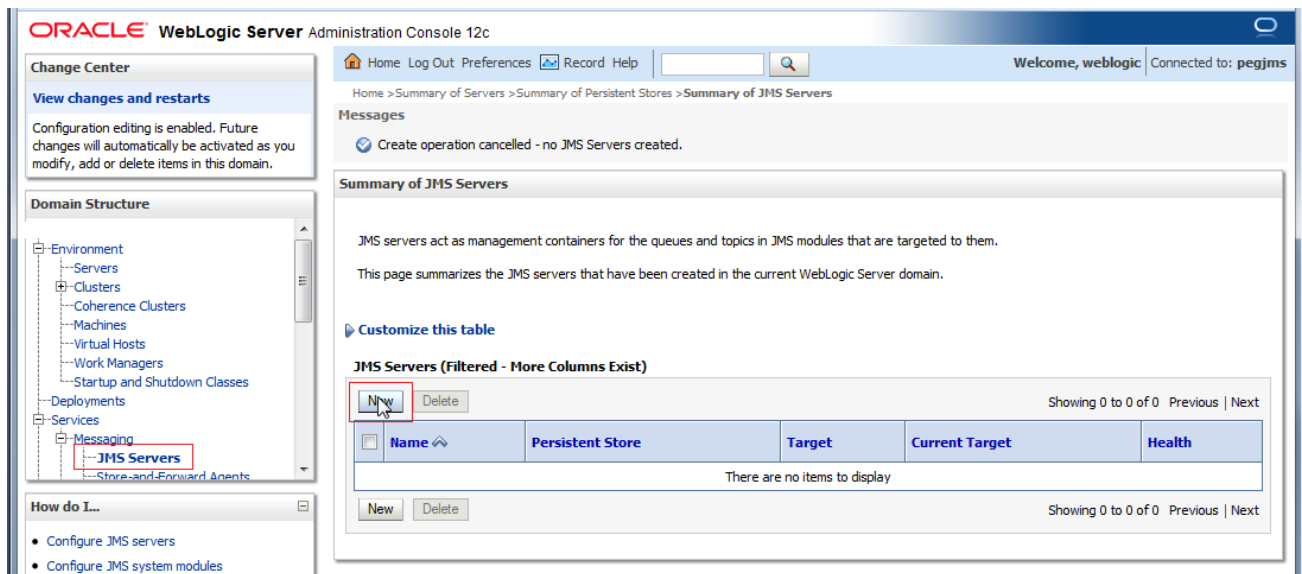 ORACLE WebLogic Server Administration Console 12c
Change Center
View changes and restarts
Configuration editing is enabled. Future
changes will automatically be activated as you
modify, add or delete items in this domain.
Domain Structure
Environment
Servers
Clusters
Coherence Clusters
Machines
Virtual Hosts
Work Managers
Startup and Shutdown Classes
Deployments
Services
Messaging
JMS Servers
Store-and-Forward Agents
How do I...
Configure JMS servers
Configure JMS system modules
Home Log Out Preferences Record Help
Welcome, weblogic Connected to: pegjms
Home >Summary of Servers >Summary of Persistent Stores >Summary of JMS Servers
Messages
Create operation cancelled - no JMS Servers created.
Summary of JMS Servers
JMS servers act as management containers for the queues and topics in JMS modules that are targeted to them.
This page summarizes the JMS servers that have been created in the current WebLogic Server domain.
Customize this table
JMS Servers (Filtered - More Columns Exist)
New Delete Showing 0 to 0 of 0 Previous | Next
Name Persistent Store Target Current Target Health
There are no items to display
New Delete Showing 0 to 0 of 0 Previous | Next